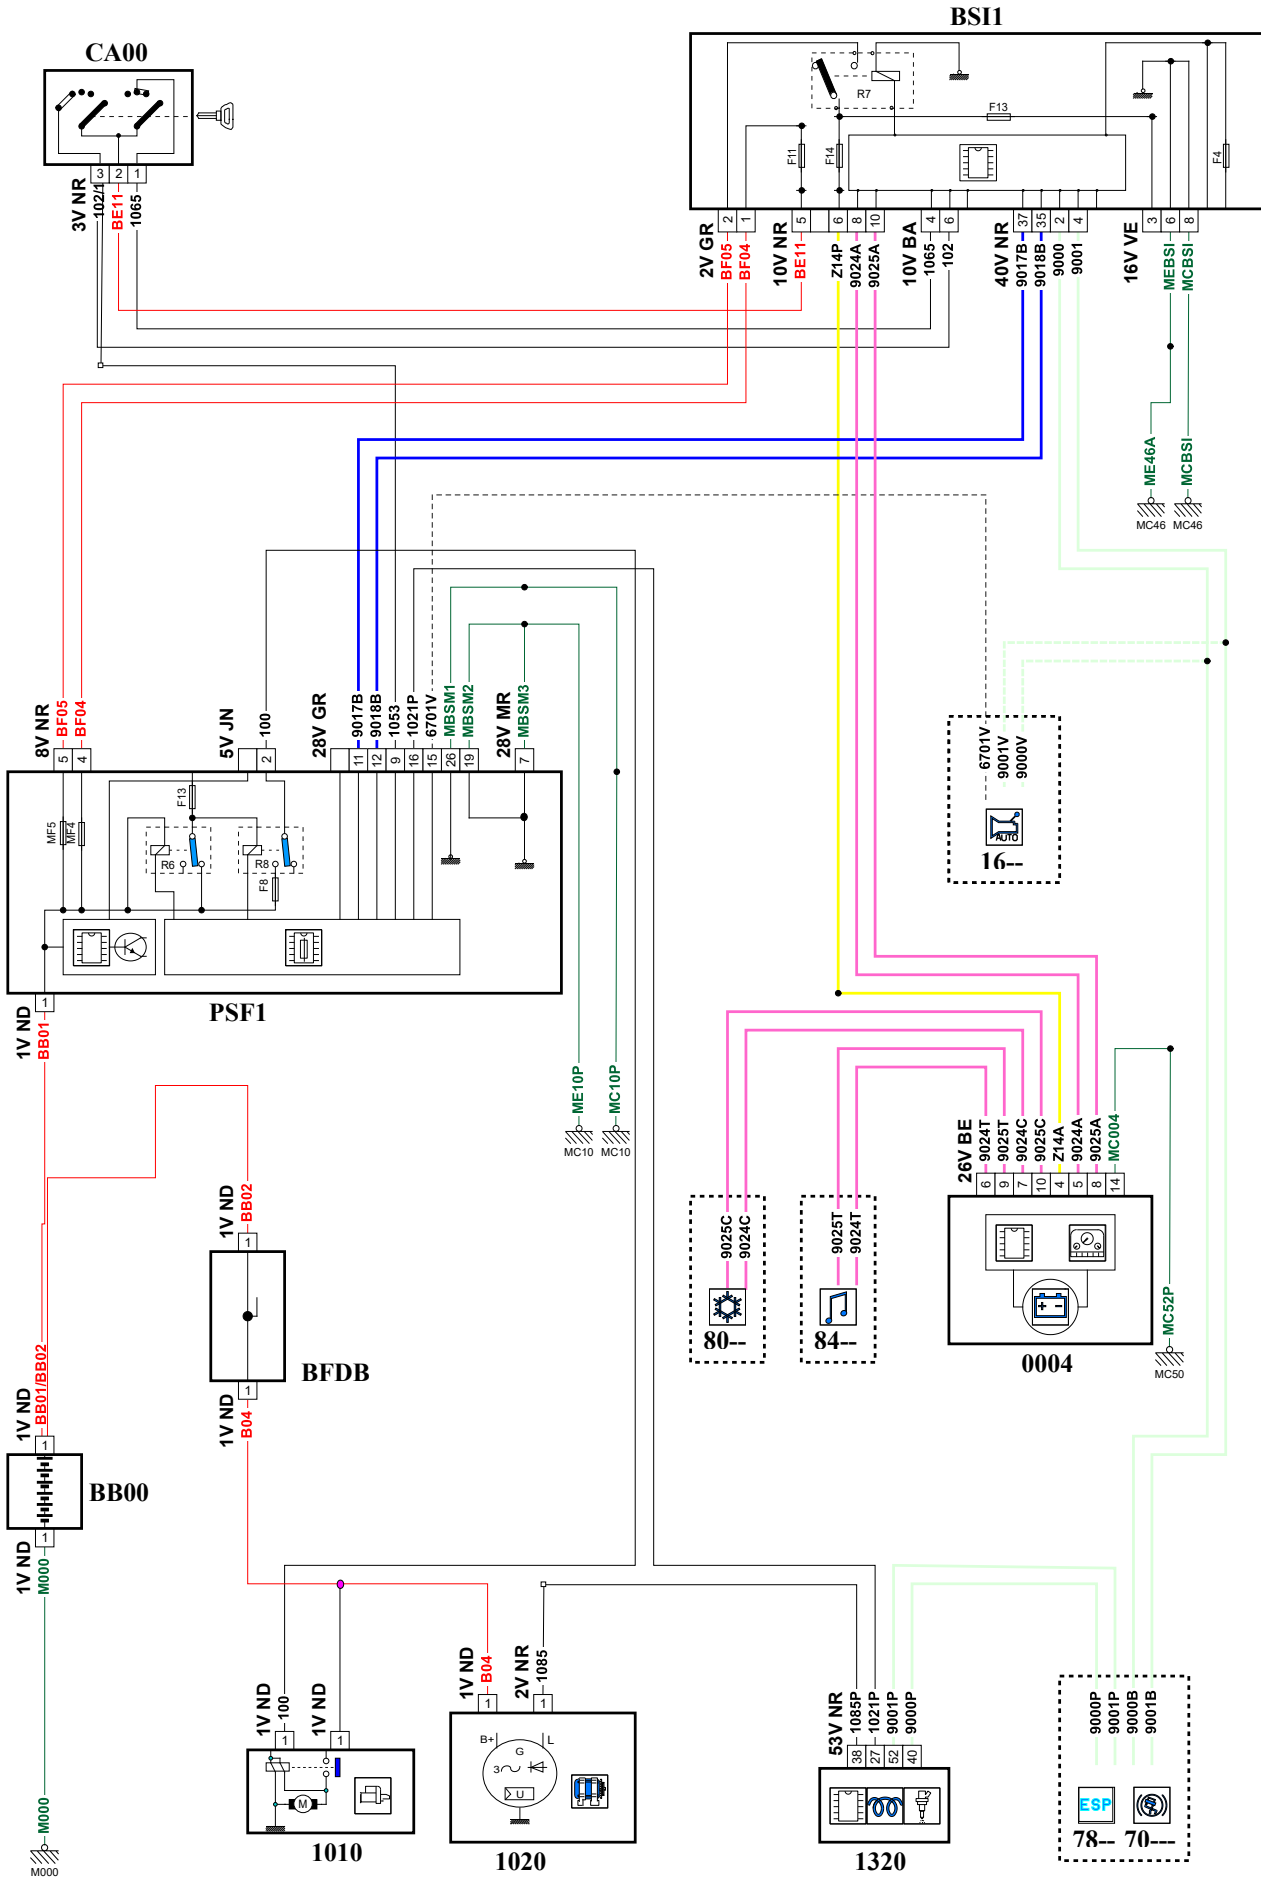 BSI1
CA00
R7
F13
F11
F14
F4
3 2 1
2 1 5 6 8 10 4 6 37 35 2 4 3 6 8
3V NR
102/1
BE11
1065
2V GR
BF05
BF04
10V NR
BE11
Z14P
9024A
9025A
10V BA
1065
102
40V NR
9017B
9018B
9000
9001
16V VE
MEBSI
MCBSI
ME46A
MCBSI
MC46 MC46
8V NR
BF05
BF04
5V JN
100
28V GR
9017B
9018B
1053
1021P
6701V
MBSM1
MBSM2
28V MR
MBSM3
6701V
9001V
9000V
5 4 2 11 12 9 16 15 26 19 7
F13
MF5
MF4
R6
R8
F8
AUTO
16--
1
PSF1
1V ND
BB01
ME10P
MC10P
MC10 MC10
26V BE
9024T
9025T
9024C
9025C
Z14A
9024A
9025A
MC004
6 9 7 10 4 5 8 14
1V ND
BB02
1
9025C
9024C
9025T
9024T
+ -
MC52P
80--
84--
0004
MC50
BFDB
1
1V ND
B04
1V ND
BB01/BB02
1
BB00
1
1V ND
M000
1V ND
100
1V ND
1V ND
B04
2V NR
1085
53V NR
1085P
1021P
9001P
9000P
9000P
9001P
9000B
9001B
1 1 1 1 38 27 52 40
B+
L
G
3
U
M
ESP
78--
70---
M000
M000
1010
1020
1320